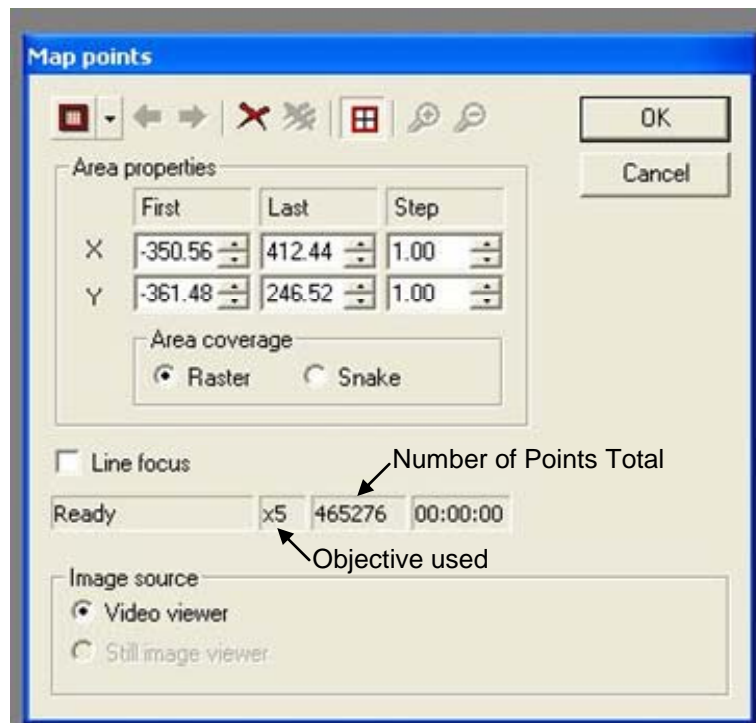 Map points
OK
Cancel
Area properties
First Last Step
X -350.56 412.44 1.00
Y -361.48 246.52 1.00
Area coverage
Raster Snake
Line focus
Number of Points Total
Ready x5 465276 00:00:00
Objective used
Image source
Video viewer
Still image viewer